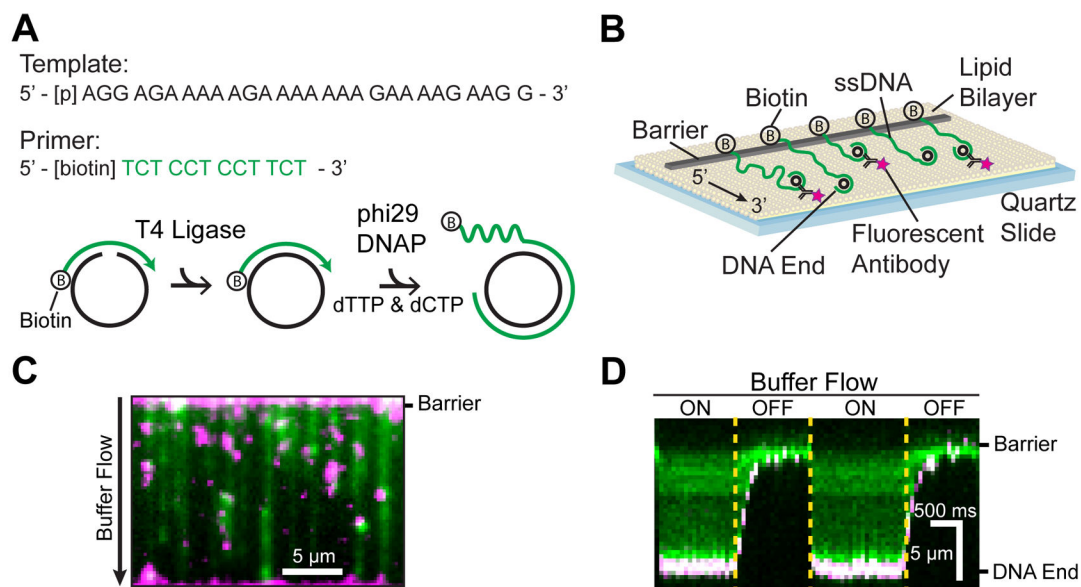 A
Template:
5' - [p] AGG AGA AAA AGA AAA AAA GAA AAG AAG G - 3'
Primer:
5' - [biotin] TCT CCT CCT TCT - 3'
T4 Ligase
phi29
DNAP
B
B
B
Biotin
dTTP & dCTP
B
Barrier
Biotin
ssDNA
Lipid
Bilayer
B
B
B
B
B
5'
3'
DNA End
Fluorescent
Antibody
Quartz
Slide
C
Buffer Flow
Barrier
5 µm
D
Buffer Flow
ON
OFF
ON
OFF
Barrier
500 ms
5 µm
DNA End